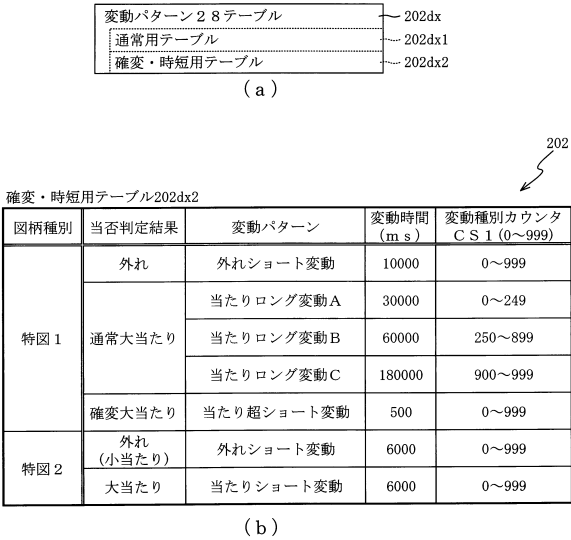 変動パターン２８テーブル 202dx
通常用テーブル 202dx1
確変・時短用テーブル 202dx2
(a)
202
確変・時短用テーブル202dx2
図柄種別 当否判定結果 変動パターン 変動時間 変動種別カウンタ
(ms) CS1(0～999)
特図１
外れ 外れショート変動 10000 0～999
通常大当たり
当たりロング変動A 30000 0～249
当たりロング変動B 60000 250～899
当たりロング変動C 180000 900～999
確変大当たり 当たり超ショート変動 500 0～999
特図２
外れ
(小当たり) 外れショート変動 6000 0～999
大当たり 当たりショート変動 6000 0～999
(b)